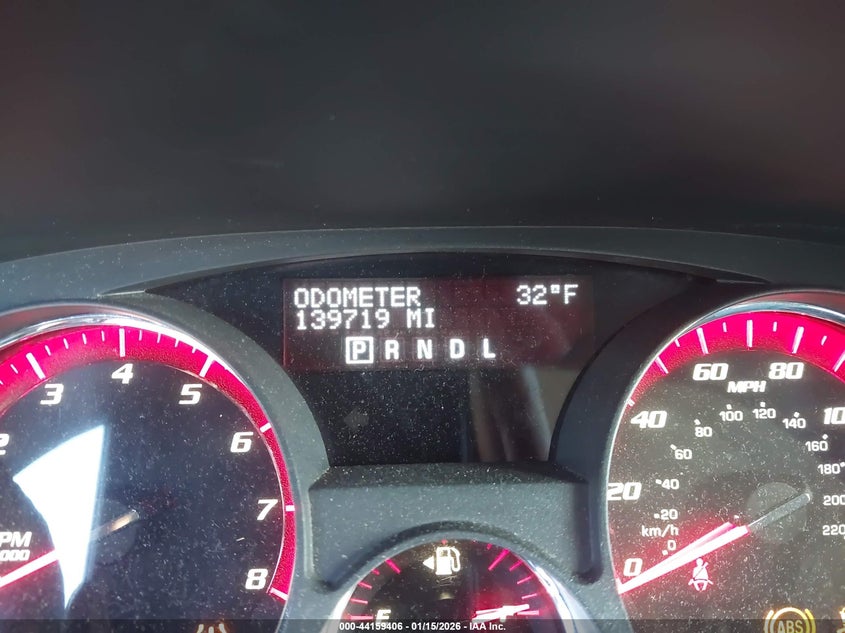 ODOMETER 32°F
139719 MI
P R N D L
2 3 4 5 6 7 8
0 20 40 60 80
MPH
km/h
0 20 40 60 80 100 120 140 160 180 200 220
E
ABS
000-44159406 - 01/15/2026 - IAA Inc.